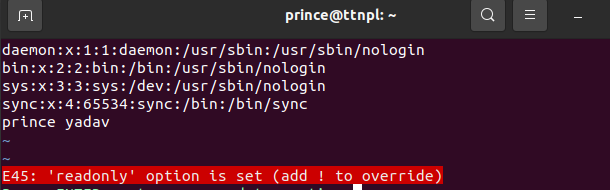 prince@ttnpl: ~
daemon:x:1:1:daemon:/usr/sbin:/usr/sbin/nologin
bin:x:2:2:bin:/bin:/usr/sbin/nologin
sys:x:3:3:sys:/dev:/usr/sbin/nologin
sync:x:4:65534:sync:/bin:/bin/sync
prince yadav
~
~
E45: 'readonly' option is set (add ! to override)